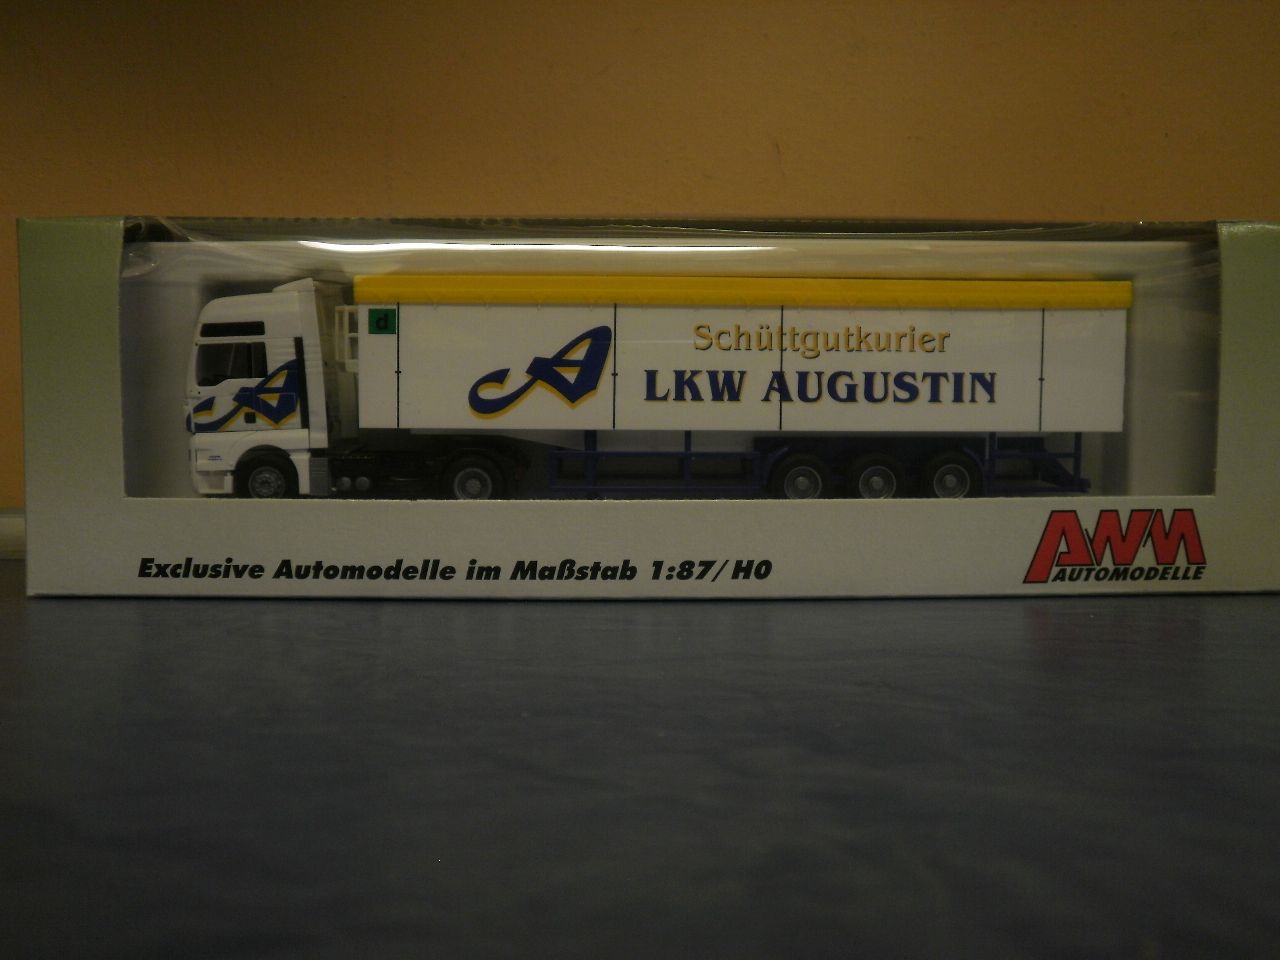 d
Schüttgutkurier
A LKW AUGUSTIN
Exclusive Automodelle im Maßstab 1:87/H0
AWM
AUTOMODELLE